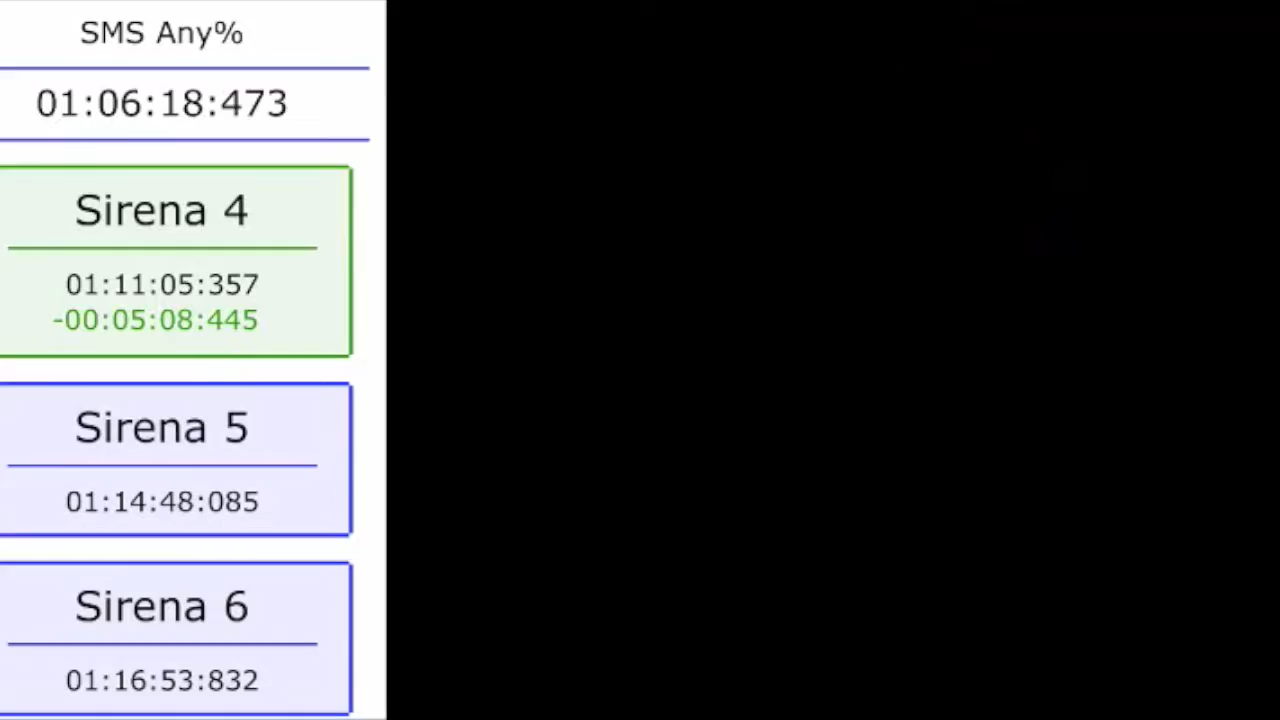 SMS Any%
01:06:18:473
Sirena 4
01:11:05:357
-00:05:08:445
Sirena 5
01:14:48:085
Sirena 6
01:16:53:832